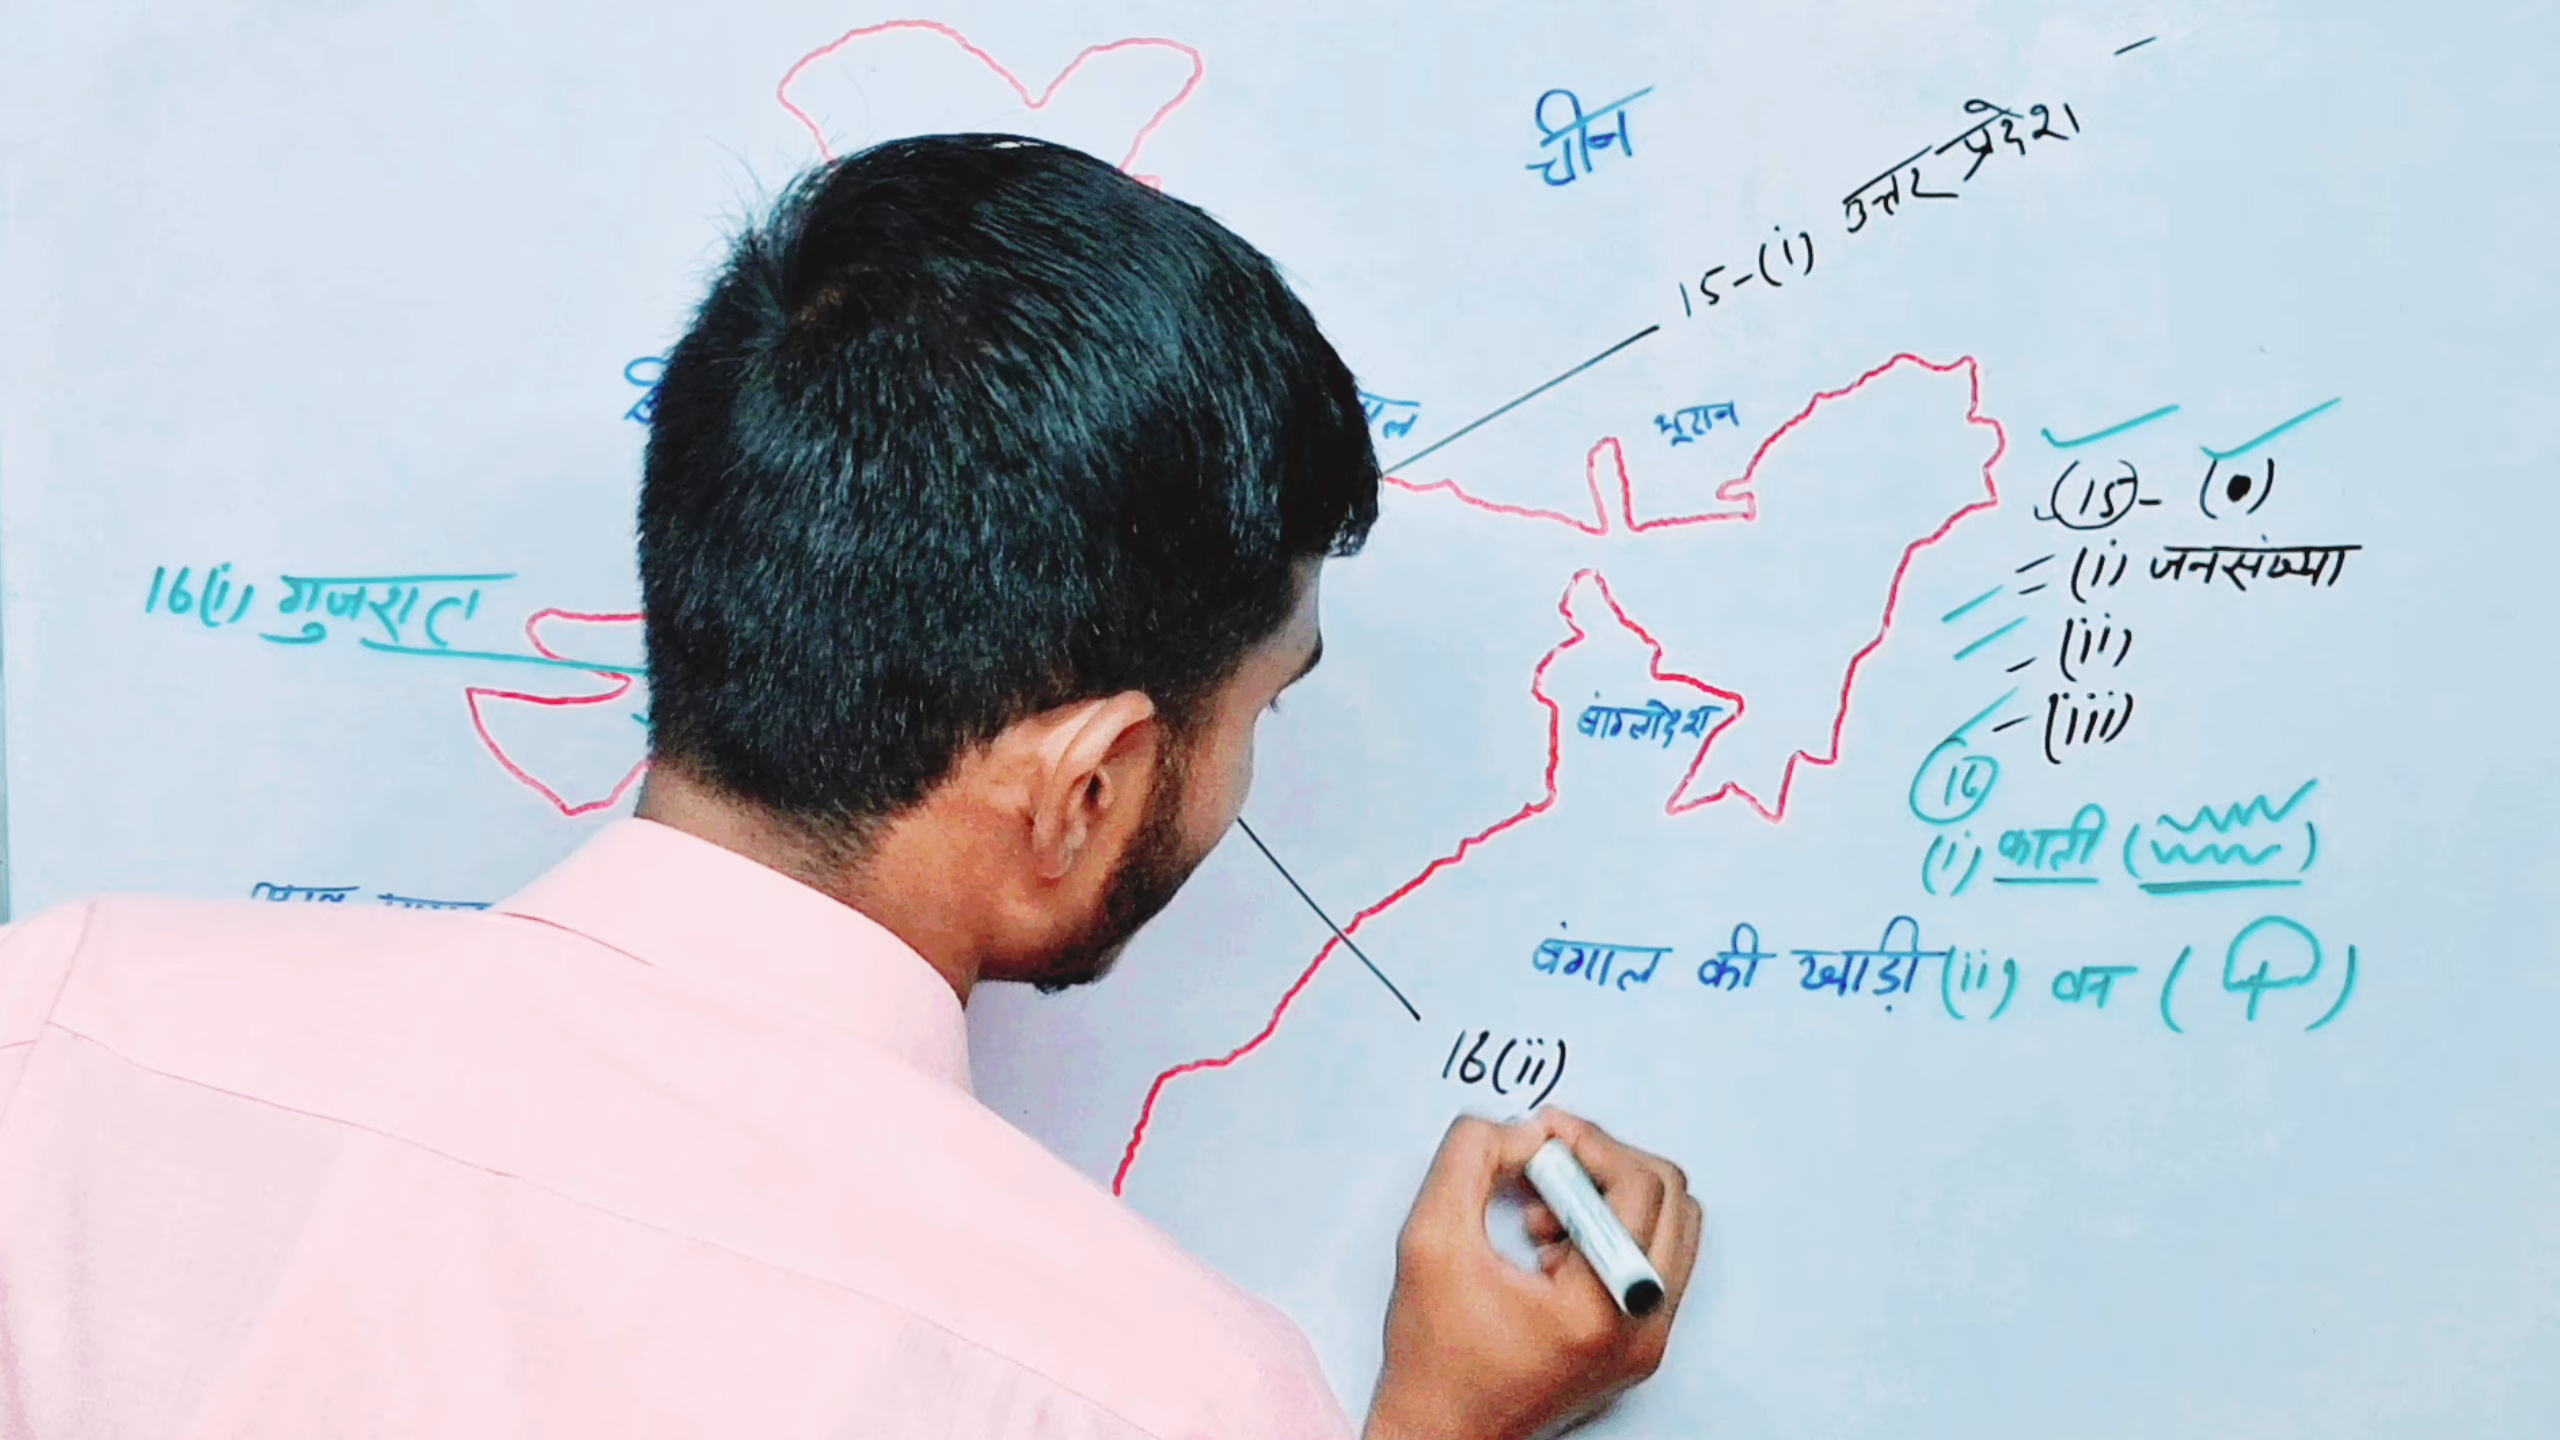 चीन
15-(i) उत्तर प्रदेश
भूटान
(15)- (•)
(i) जनसंख्या
(ii)
(iii)
16(i) गुजरात
बांग्लादेश
16
(i) काली
बंगाल की खाड़ी
(ii) वन
16(ii)